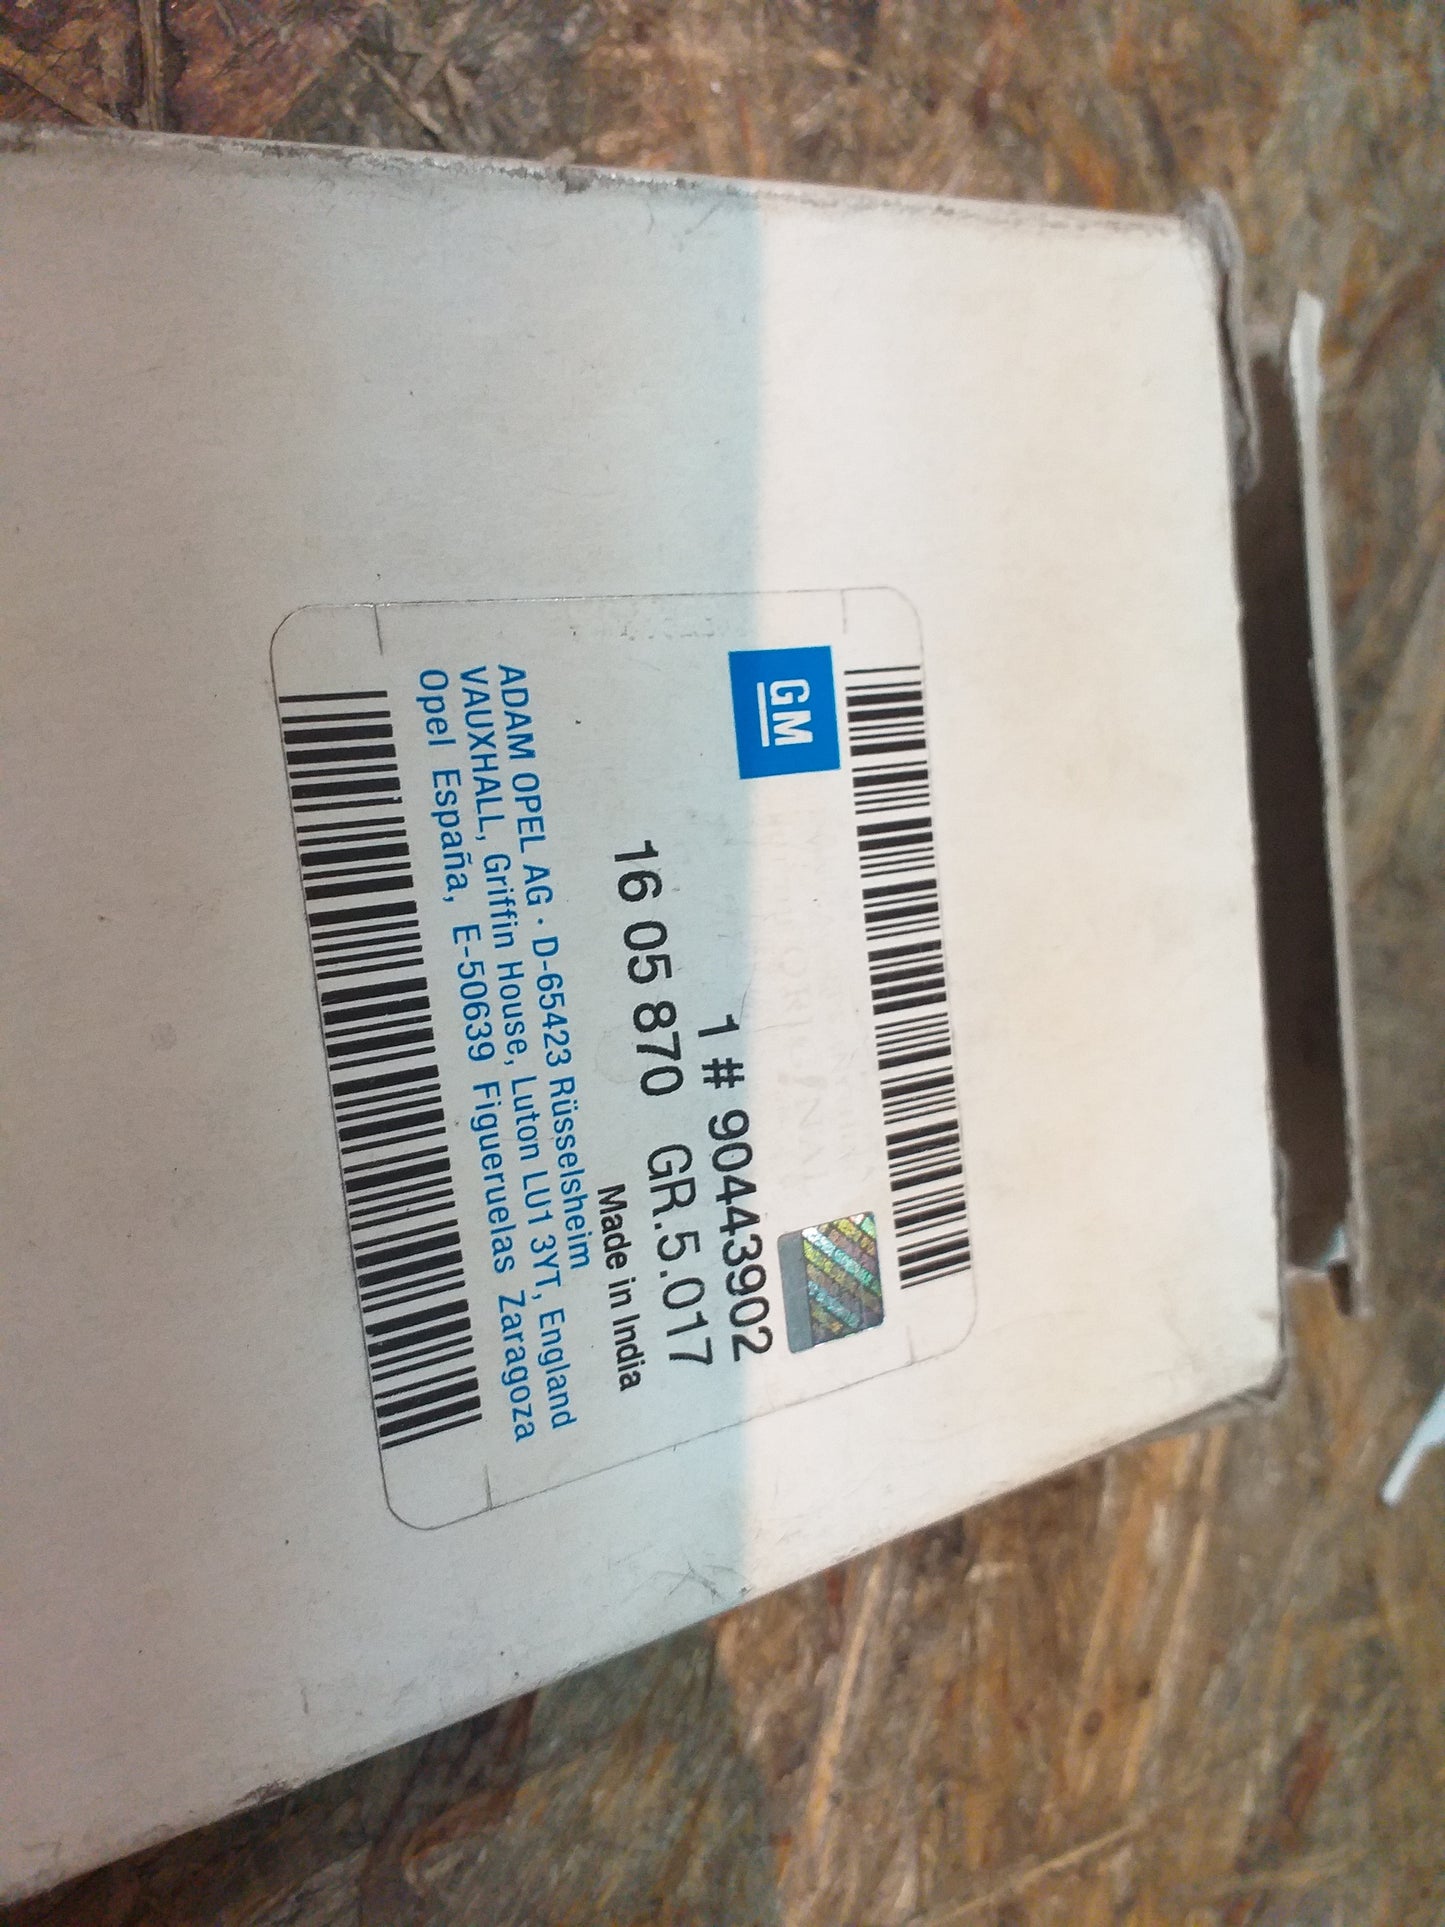 GM
1 # 90443902
16 05 870 GR.5.017
Made in India
ADAM OPEL AG · D-65423 Rüsselsheim
VAUXHALL, Griffin House, Luton LU1 3YT, England
Opel España, E-50639 Figueruelas Zaragoza